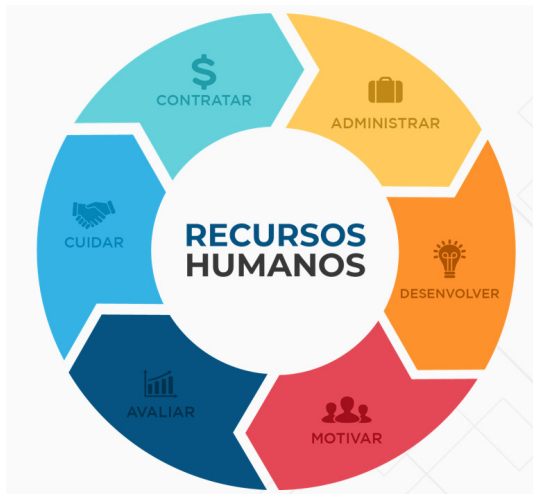 CONTRATAR
ADMINISTRAR
DESENVOLVER
MOTIVAR
AVALIAR
CUIDAR
RECURSOS
HUMANOS